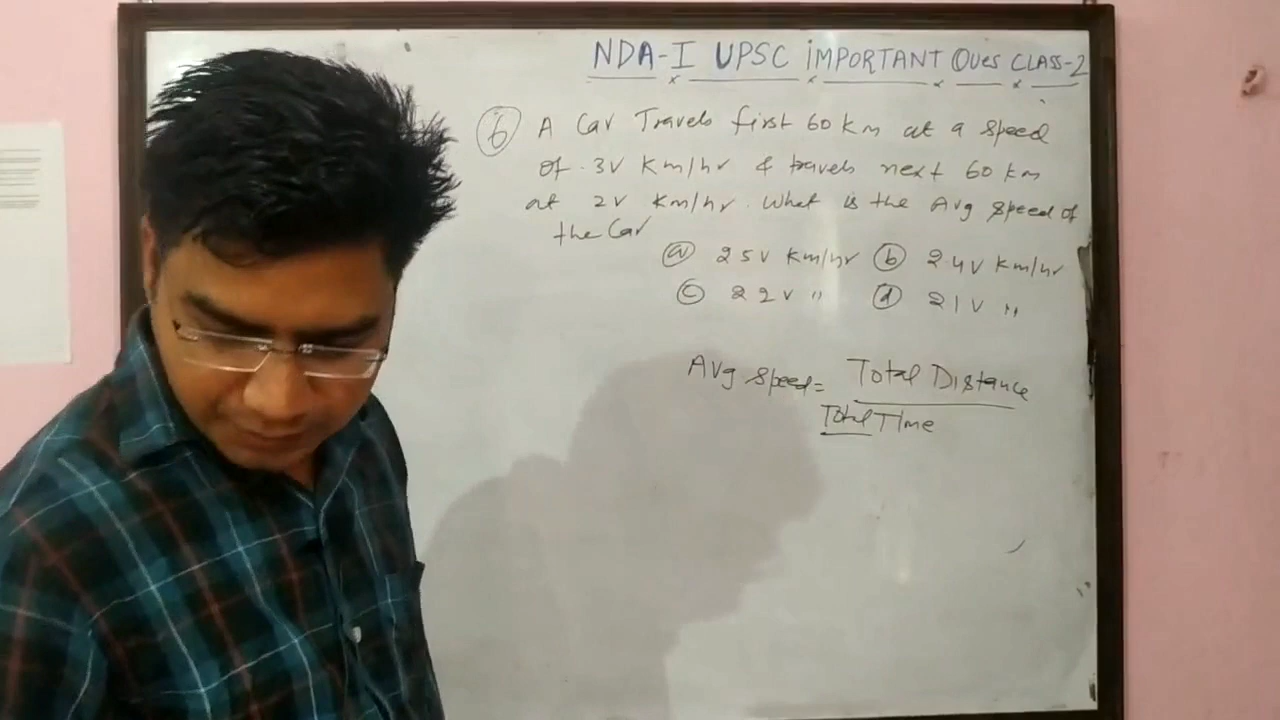 NDA-I UPSC IMPORTANT Ques CLASS-2
6 A Car Travels first 60 Km at a speed
of 3v Km/hr & travels next 60 km
at 2v Km/hr. What is the Avg speed of
the Car
a 2.5v Km/hr b 2.4v Km/hr
c 2.2v " d 2.1v "
Avg speed = Total Distance
Total Time